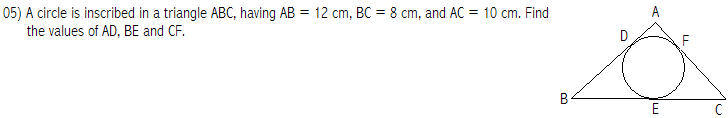 05) A circle is inscribed in a triangle ABC, having AB = 12 cm, BC = 8 cm, and AC = 10 cm. Find
the values of AD, BE and CF.
A
D
F
B
E
C